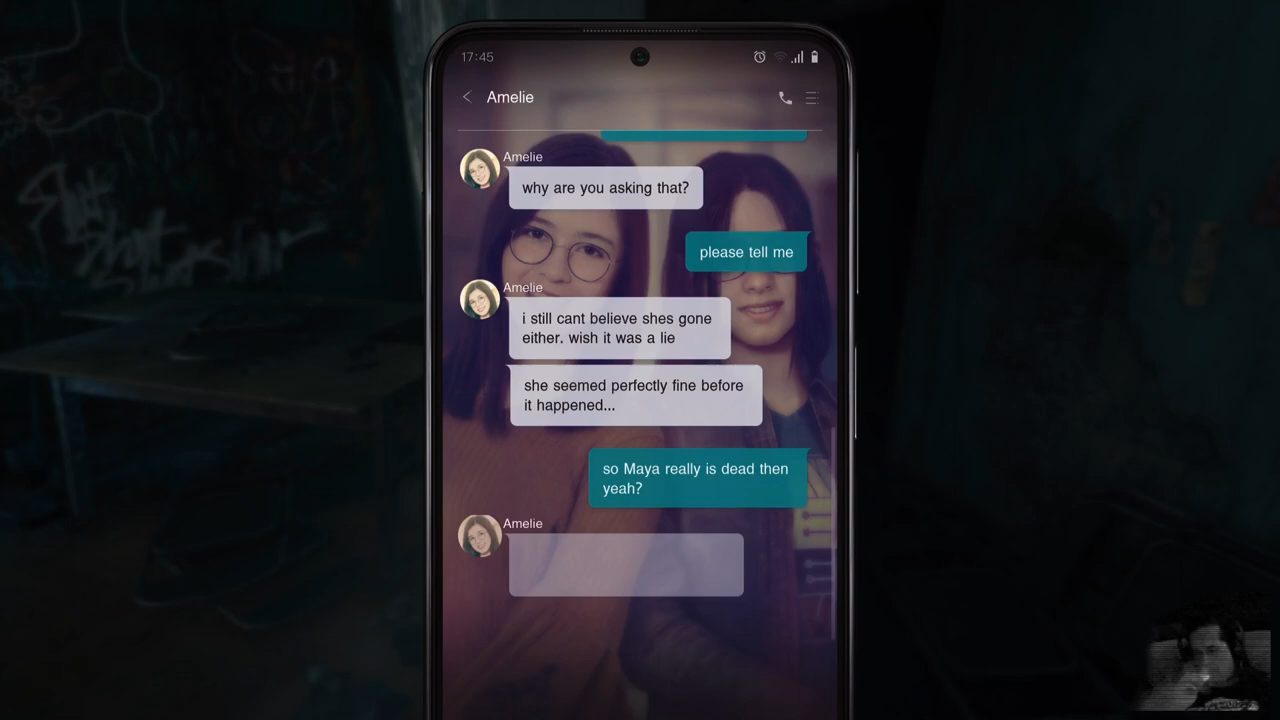 17:45
Amelie
Amelie
why are you asking that?
please tell me
Amelie
i still cant believe shes gone
either. wish it was a lie
she seemed perfectly fine before
it happened...
so Maya really is dead then
yeah?
Amelie